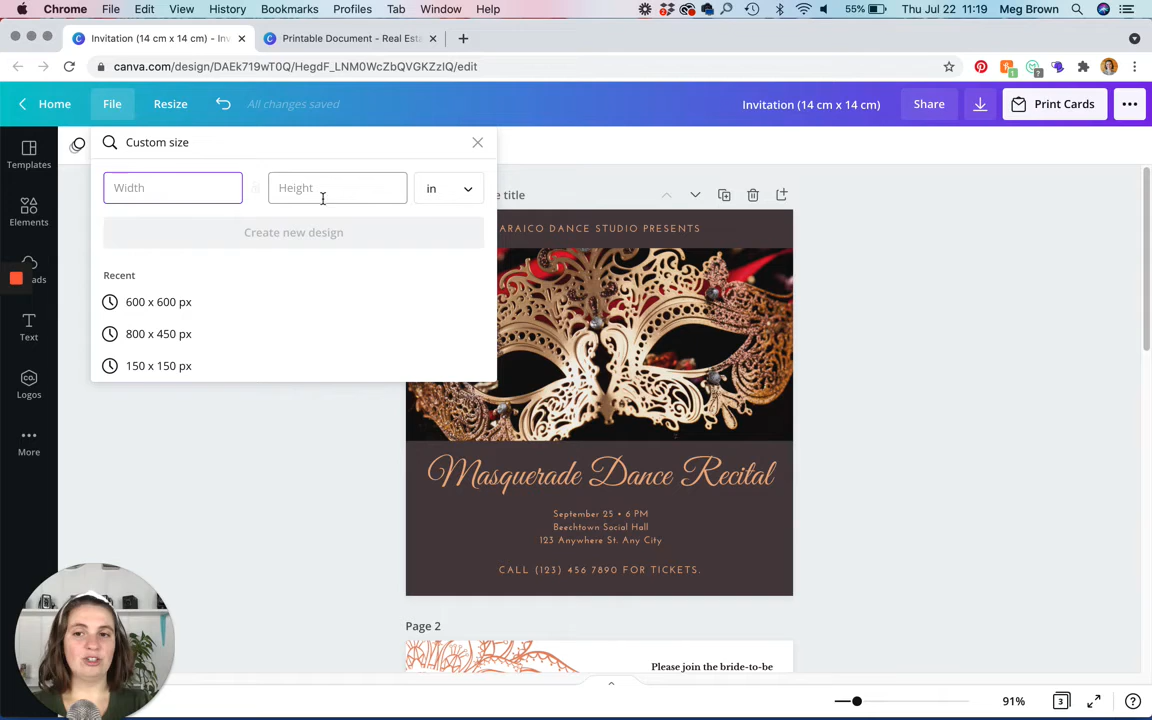 Chrome File Edit View History Bookmarks Profiles Tab Window Help 55% Thu Jul 22 11:19 Meg Brown
Invitation (14 cm x 14 cm) - Inv Printable Document - Real Esta
canva.com/design/DAEk719wT0Q/HegdF_LNM0WcZbQVGKZzIQ/edit
1
?
Home File Resize All changes saved Invitation (14 cm x 14 cm) Share Print Cards
Custom size
Templates
Width Height in
e title
Elements
ARAICO DANCE STUDIO PRESENTS
Create new design
Recent
ads
600 x 600 px
800 x 450 px
Text
150 x 150 px
co.
Logos
More
Masquerade Dance Recital
September 25 • 6 PM
Beechtown Social Hall
123 Anywhere St. Any City
CALL (123) 456 7890 FOR TICKETS.
Page 2
Please join the bride-to-be
91% 3 ?